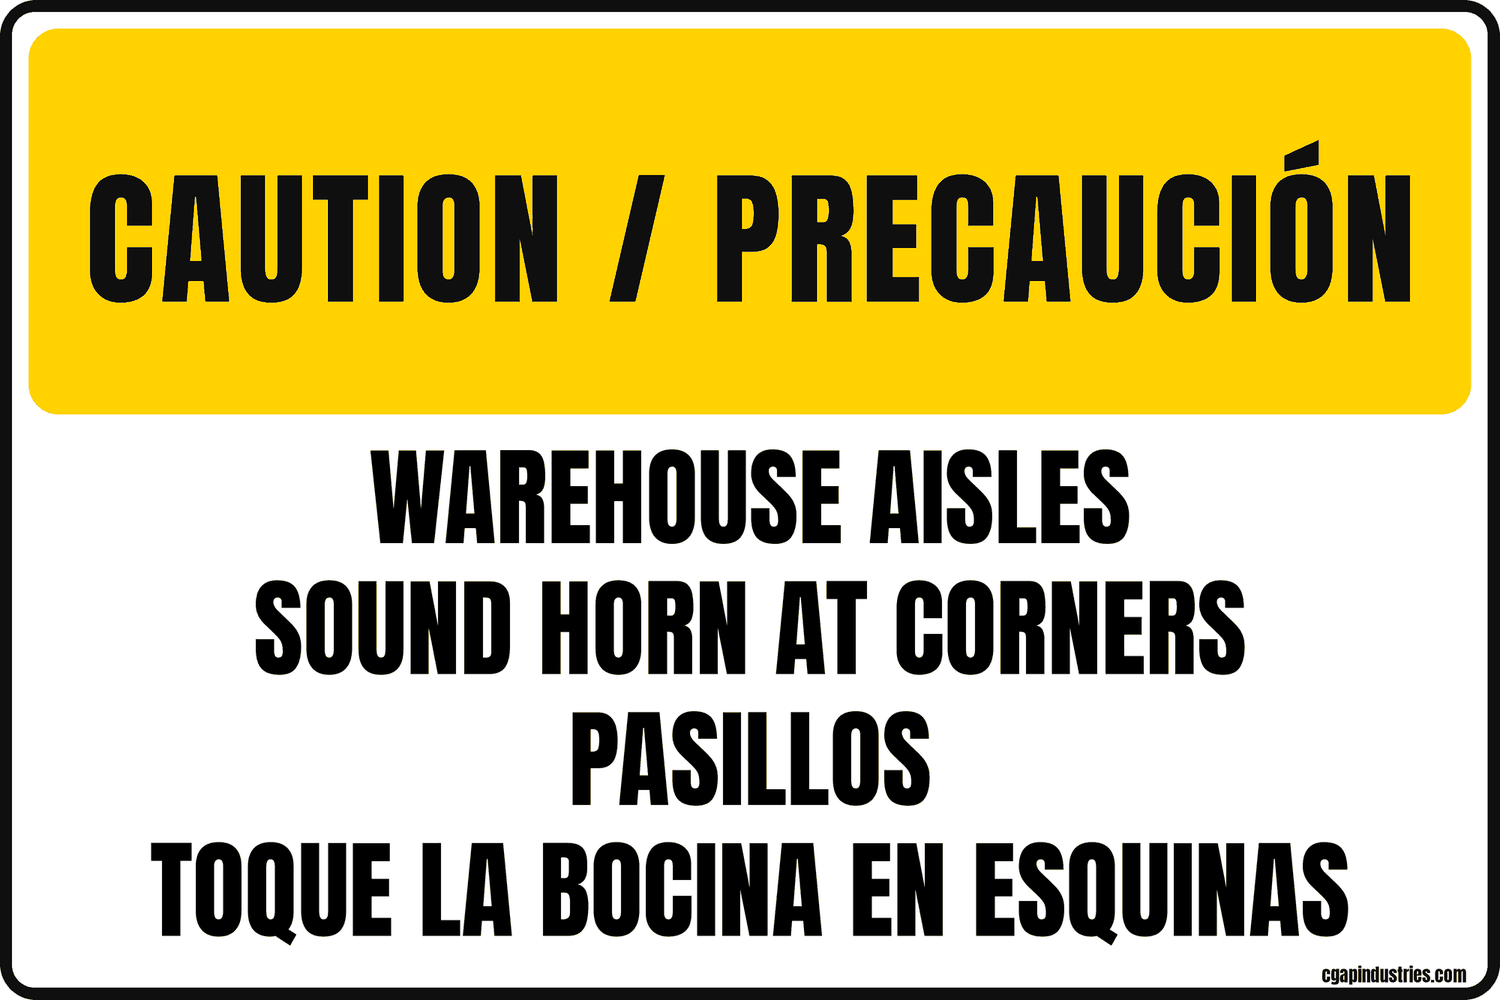 CAUTION / PRECAUCIÓN
WAREHOUSE AISLES
SOUND HORN AT CORNERS
PASILLOS
TOQUE LA BOCINA EN ESQUINAS
cgapindustries.com